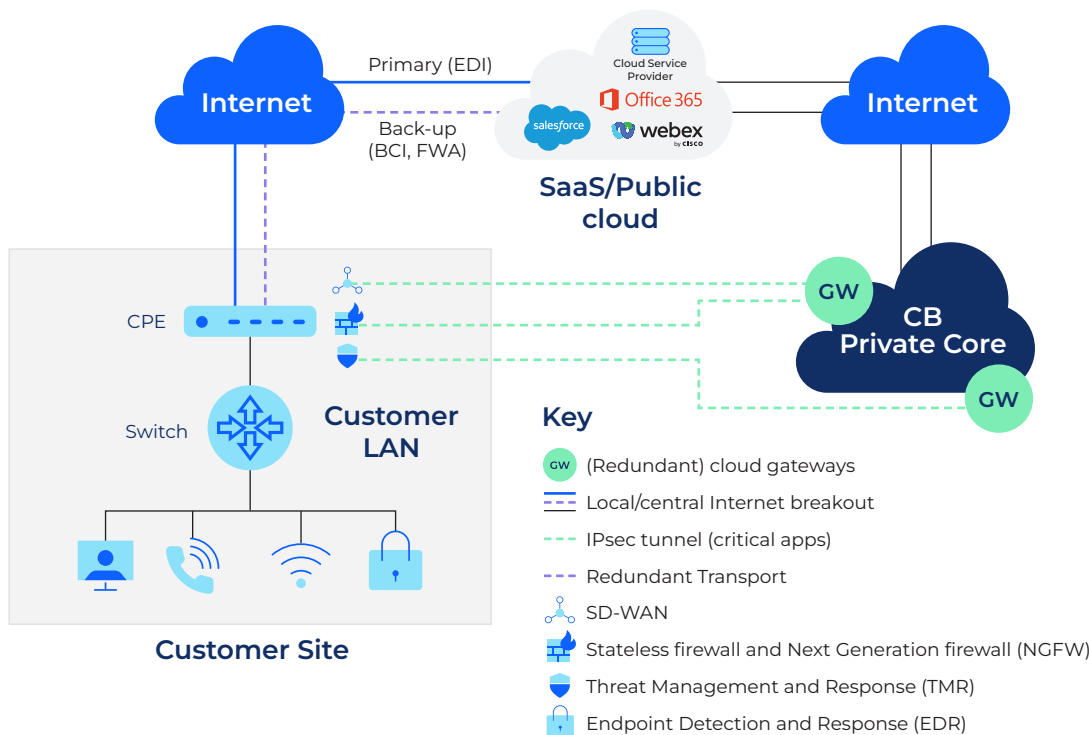 Primary (EDI)
Back-up
(BCI, FWA)
Internet
Cloud Service
Provider
Office 365
salesforce
webex
by cisco
SaaS/Public
cloud
Internet
CPE
Switch
Customer
LAN
Customer Site
GW
CB
Private Core
GW
Key
GW
(Redundant) cloud gateways
Local/central Internet breakout
IPsec tunnel (critical apps)
Redundant Transport
SD-WAN
Stateless firewall and Next Generation firewall (NGFW)
Threat Management and Response (TMR)
Endpoint Detection and Response (EDR)